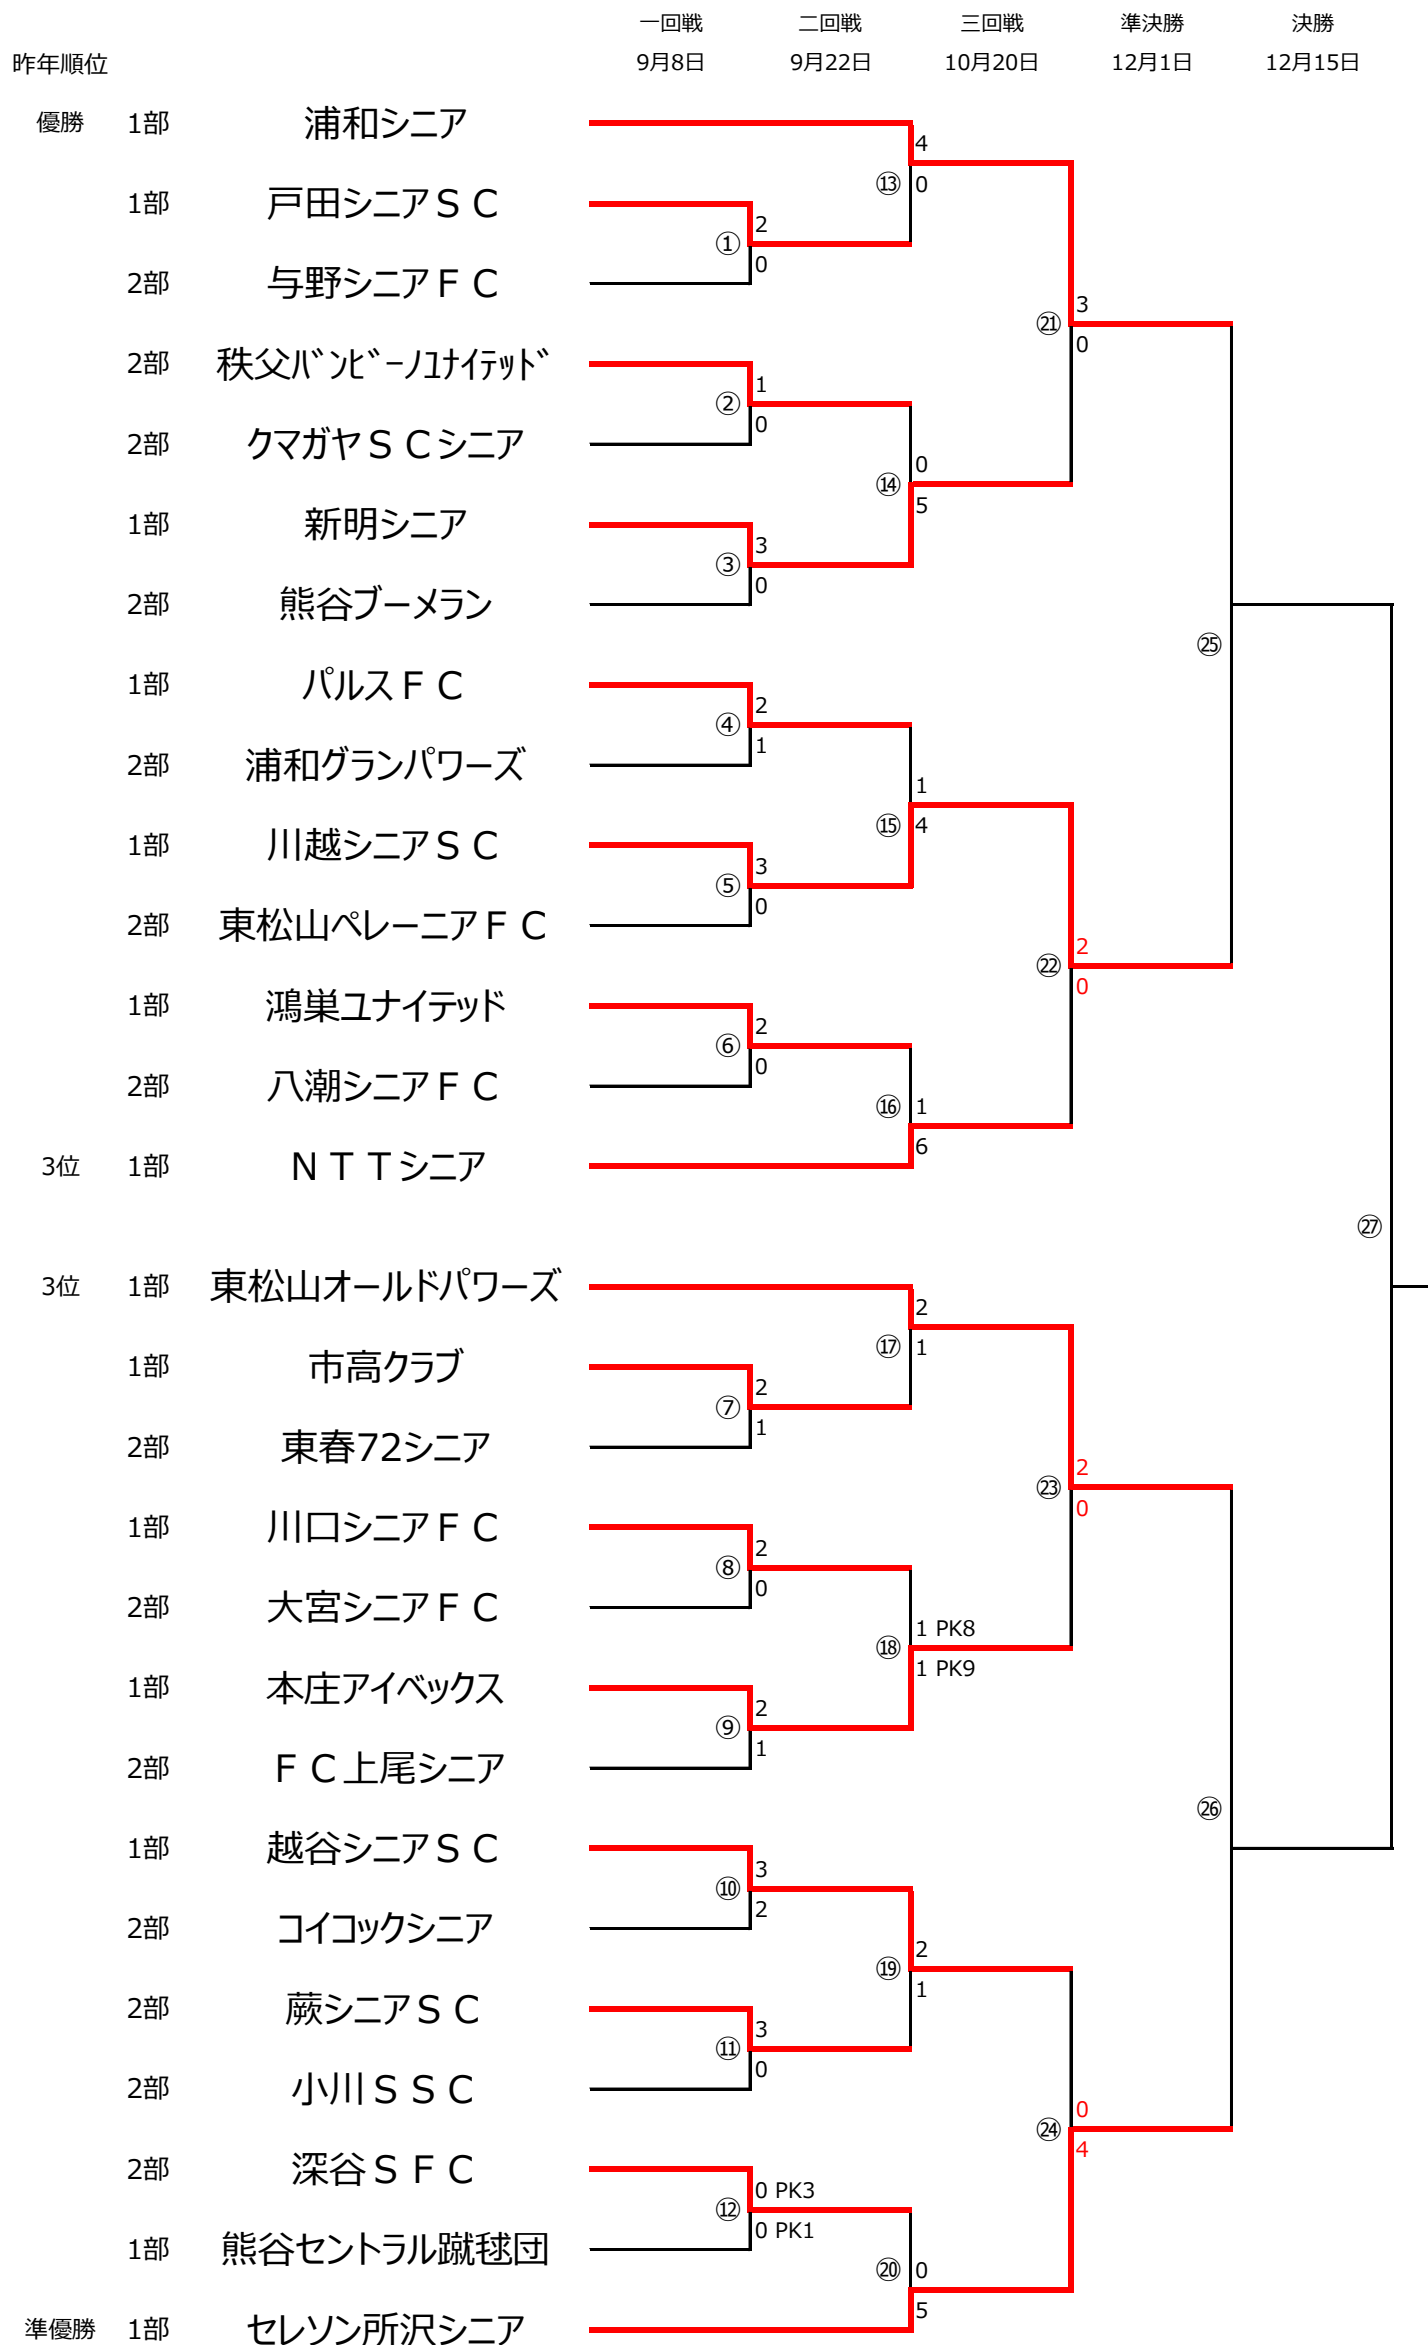 一回戦 二回戦 三回戦 準決勝 決勝
昨年順位 9月8日 9月22日 10月20日 12月1日 12月15日
優勝 1部 浦和シニア
4
⑬ 0
1部 戸田シニアＳＣ
2
①
0
2部 与野シニアＦＣ
3
㉑
0
2部 秩父ﾊﾞﾝﾋﾞｰﾉﾕﾅｲﾃｯﾄﾞ
1
②
0
2部 クマガヤＳＣシニア
0
⑭
5
1部 新明シニア
3
③
0
2部 熊谷ブーメラン
㉕
1部 パルスＦＣ
2
④
1
2部 浦和グランパワーズ
1
⑮ 4
1部 川越シニアＳＣ
3
⑤
0
2部 東松山ペレーニアＦＣ
2
㉒
0
1部 鴻巣ユナイテッド
2
⑥
0
2部 八潮シニアＦＣ
⑯ 1
6
3位 1部 ＮＴＴシニア
㉗
3位 1部 東松山オールドパワーズ
2
⑰ 1
1部 市高クラブ
2
⑦
1
2部 東春72シニア
2
㉓
0
1部 川口シニアＦＣ
2
⑧
0
2部 大宮シニアＦＣ
1 PK8
⑱
1 PK9
1部 本庄アイベックス
2
⑨
1
2部 ＦＣ上尾シニア
㉖
1部 越谷シニアＳＣ
3
⑩
2
2部 コイコックシニア
2
⑲
1
2部 蕨シニアＳＣ
3
⑪
0
2部 小川ＳＳＣ
0
㉔
4
2部 深谷ＳＦＣ
0 PK3
⑫
0 PK1
1部 熊谷セントラル蹴毬団
⑳ 0
5
準優勝 1部 セレソン所沢シニア